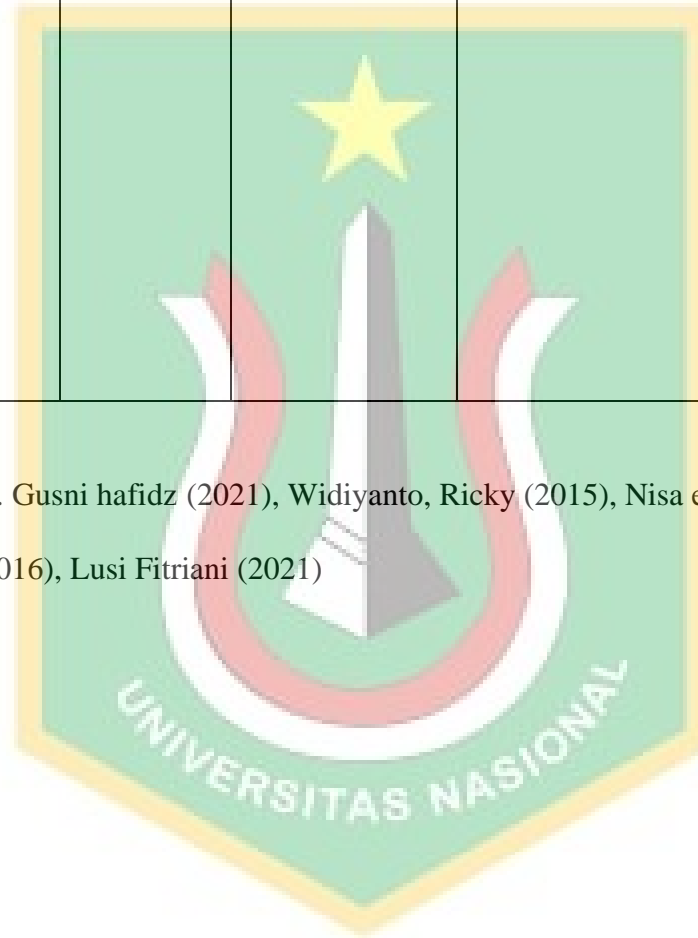 . Gusni hafidz (2021), Widiyanto, Ricky (2015), Nisa e
016), Lusi Fitriani (2021)
UNIVERSITAS NASIONAL